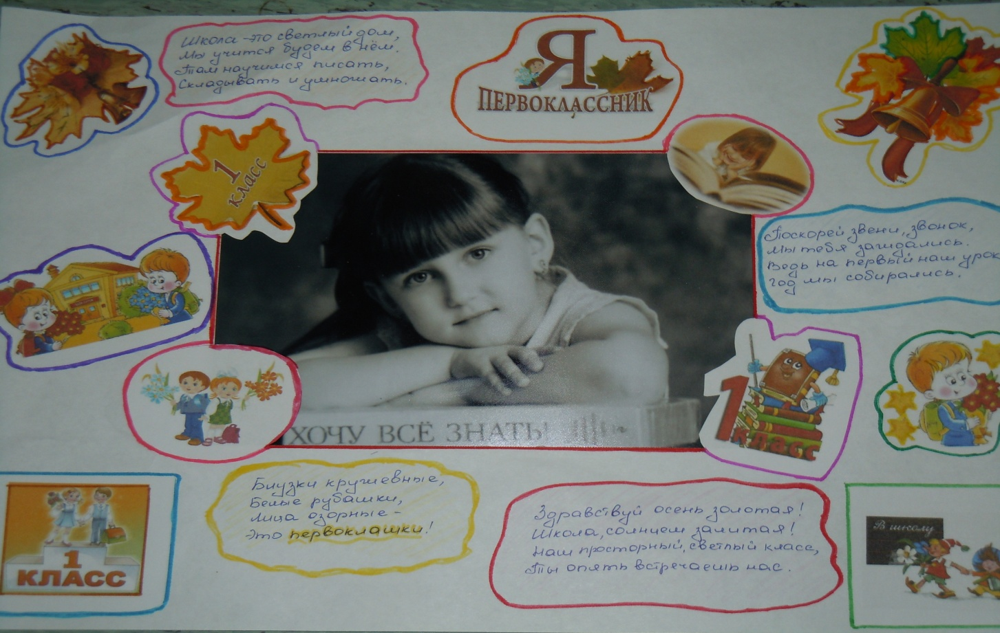 Школа - это светлый дом,
Мы учится будем в нём.
Там научимся писать,
Складывать и умножать.
Я
ПЕРВОКЛАССНИК
1
класс
Поскорей звени, звонок,
Мы тебя заждались.
Ведь на первый наш урок
Год мы собирались.
ХОЧУ ВСЁ ЗНАТЬ!
1
класс
Блузки кружевные,
Белые рубашки,
Лица озорные -
Это первоклашки!
Здравствуй осень золотая!
Школа, солнцем залитая!
Наш просторный, светлый класс,
Ты опять встречаешь нас.
1
КЛАСС
В школу